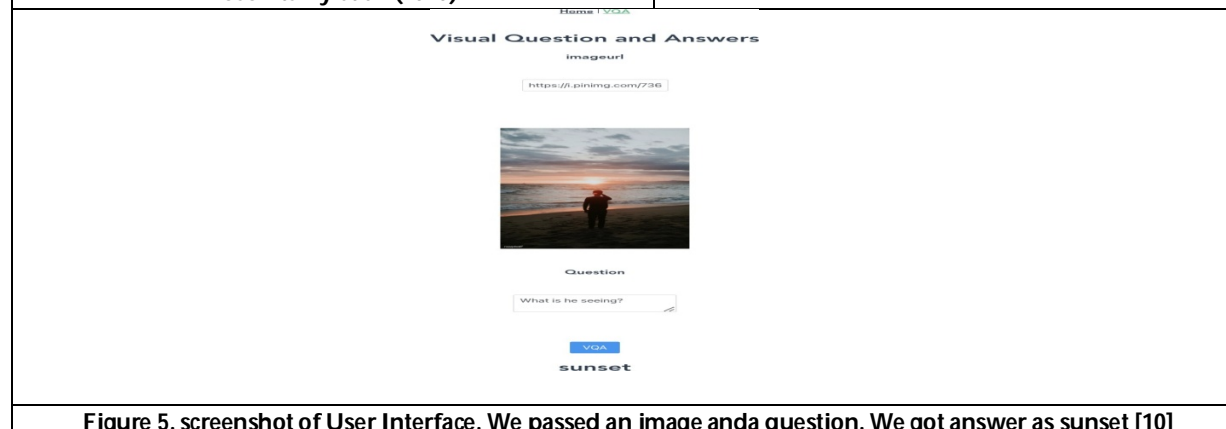 Home | VQA
Visual Question and Answers
imageurl
https://i.pinimg.com/736
Question
What is he seeing?
VQA
sunset
Figure 5. screenshot of User Interface. We passed an image anda question. We got answer as sunset [10]